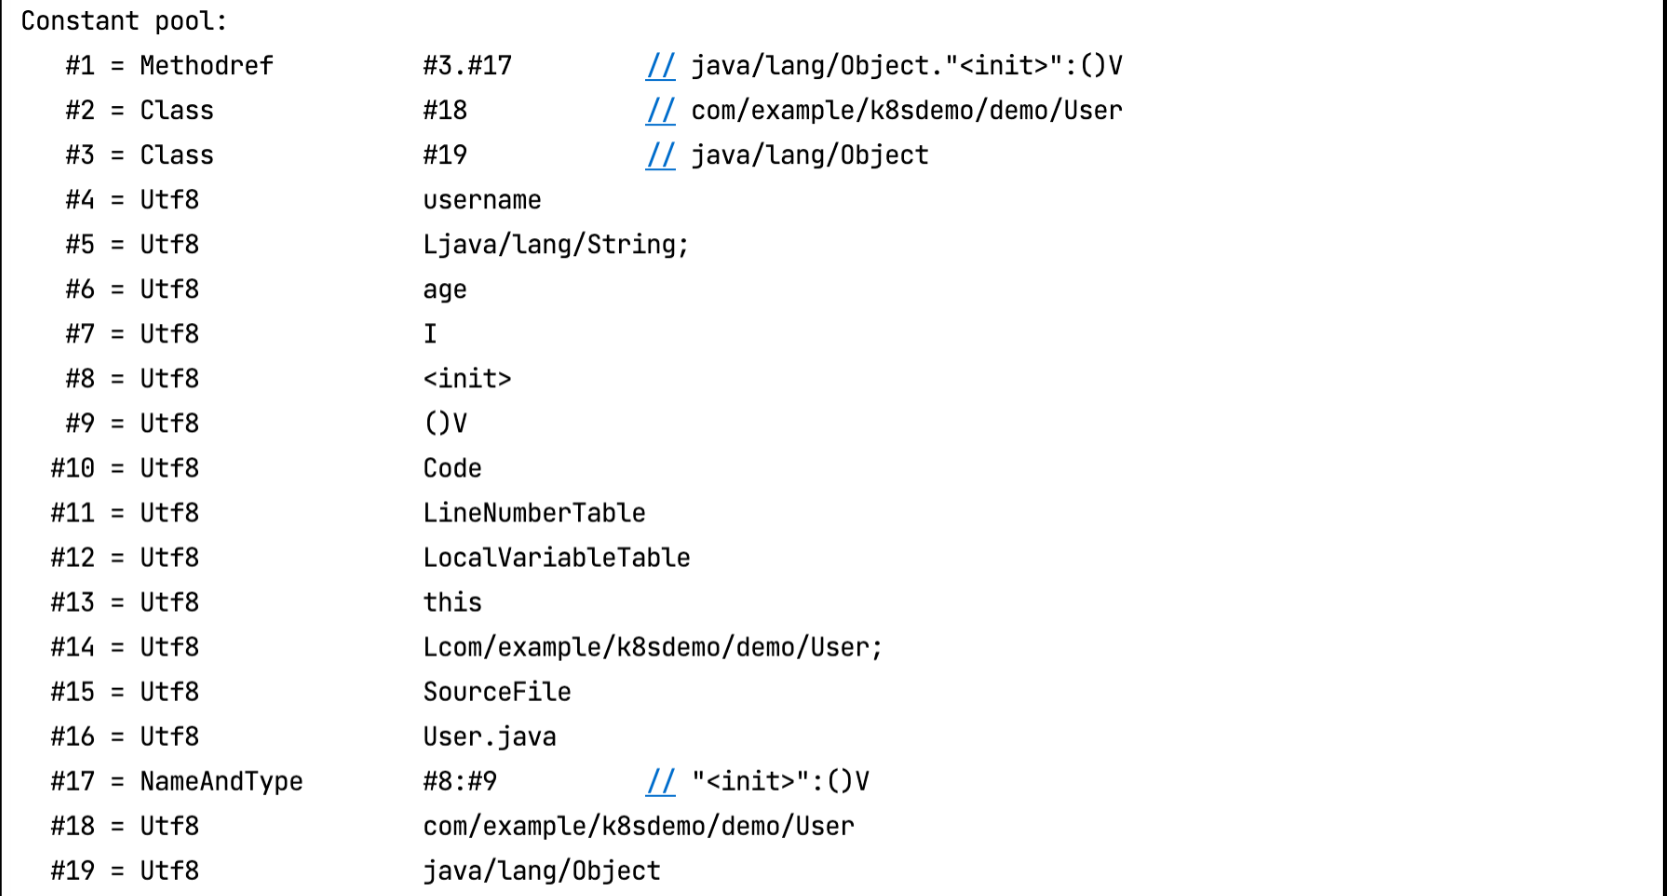 Constant pool:
#1 = Methodref #3.#17 // java/lang/Object."<init>":()V
#2 = Class #18 // com/example/k8sdemo/demo/User
#3 = Class #19 // java/lang/Object
#4 = Utf8 username
#5 = Utf8 Ljava/lang/String;
#6 = Utf8 age
#7 = Utf8 I
#8 = Utf8 <init>
#9 = Utf8 ()V
#10 = Utf8 Code
#11 = Utf8 LineNumberTable
#12 = Utf8 LocalVariableTable
#13 = Utf8 this
#14 = Utf8 Lcom/example/k8sdemo/demo/User;
#15 = Utf8 SourceFile
#16 = Utf8 User.java
#17 = NameAndType #8:#9 // "<init>":()V
#18 = Utf8 com/example/k8sdemo/demo/User
#19 = Utf8 java/lang/Object